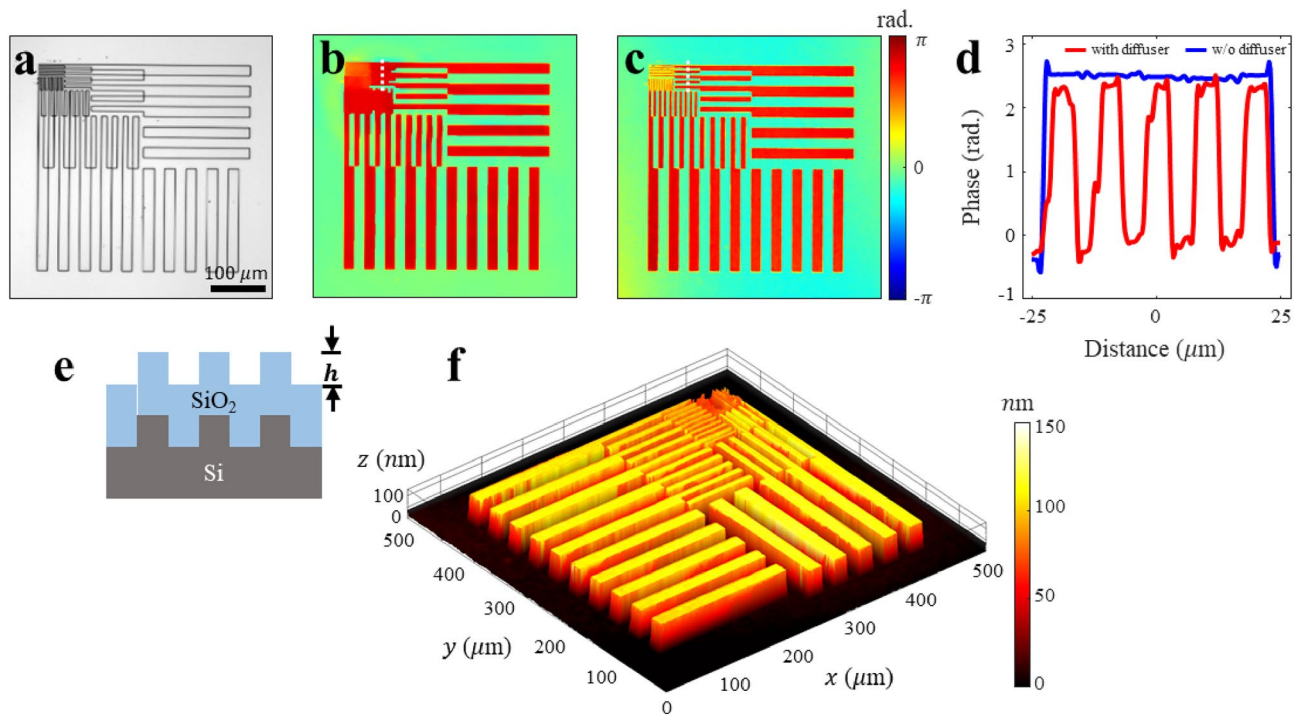 a
100 μm
b
c
rad.
π
0
-π
d
with diffuser
w/o diffuser
Phase (rad.)
3
2
1
0
-1
-25
0
25
Distance (μm)
e
h
SiO2
Si
f
z (nm)
100
0
500
400
300
200
100
y (μm)
0
100
200
300
400
500
x (μm)
nm
150
100
50
0